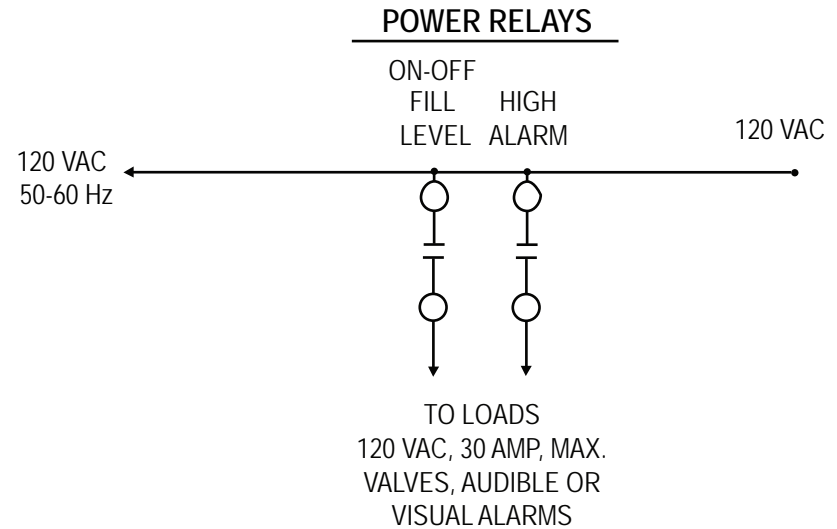 POWER RELAYS
ON-OFF
FILL HIGH
LEVEL ALARM
120 VAC
120 VAC
50-60 Hz
TO LOADS
120 VAC, 30 AMP, MAX.
VALVES, AUDIBLE OR
VISUAL ALARMS